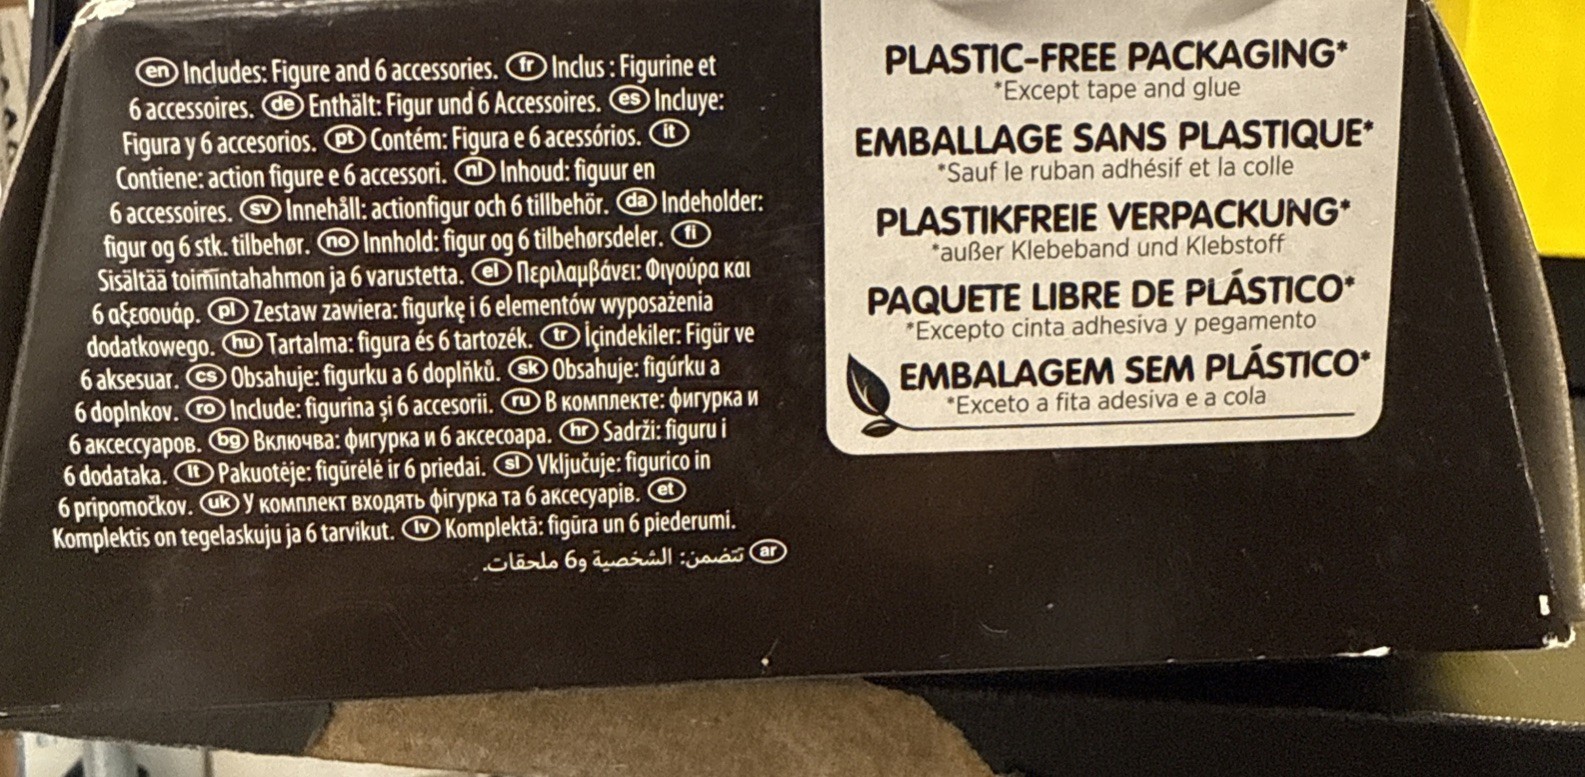 en Includes: Figure and 6 accessories. fr Inclus : Figurine et
6 accessoires. de Enthält: Figur und 6 Accessoires. es Incluye:
Figura y 6 accesorios. pt Contém: Figura e 6 acessórios. it
Contiene: action figure e 6 accessori. nl Inhoud: figuur en
6 accessoires. sv Innehåll: actionfigur och 6 tillbehör. da Indeholder:
figur og 6 stk. tilbehør. no Innhold: figur og 6 tilbehørsdeler. fi
Sisältää toimintahahmon ja 6 varustetta. el Περιλαμβάνει: Φιγούρα και
6 αξεσουάρ. pl Zestaw zawiera: figurkę i 6 elementów wyposażenia
dodatkowego. hu Tartalma: figura és 6 tartozék. tr İçindekiler: Figür ve
6 aksesuar. cs Obsahuje: figurku a 6 doplňků. sk Obsahuje: figúrku a
6 doplnkov. ro Include: figurina și 6 accesorii. ru В комплекте: фигурка и
6 аксессуаров. bg Включва: фигурка и 6 аксесоара. hr Sadrži: figuru i
6 dodataka. lt Pakuotėje: figūrėlė ir 6 priedai. sl Vključuje: figurico in
6 pripomočkov. uk У комплект входять фігурка та 6 аксесуарів. et
Komplektis on tegelaskuju ja 6 tarvikut. lv Komplektā: figūra un 6 piederumi.
ar تتضمن: الشخصية و6 ملحقات.
PLASTIC-FREE PACKAGING*
*Except tape and glue
EMBALLAGE SANS PLASTIQUE*
*Sauf le ruban adhésif et la colle
PLASTIKFREIE VERPACKUNG*
*außer Klebeband und Klebstoff
PAQUETE LIBRE DE PLÁSTICO*
*Excepto cinta adhesiva y pegamento
EMBALAGEM SEM PLÁSTICO*
*Exceto a fita adesiva e a cola